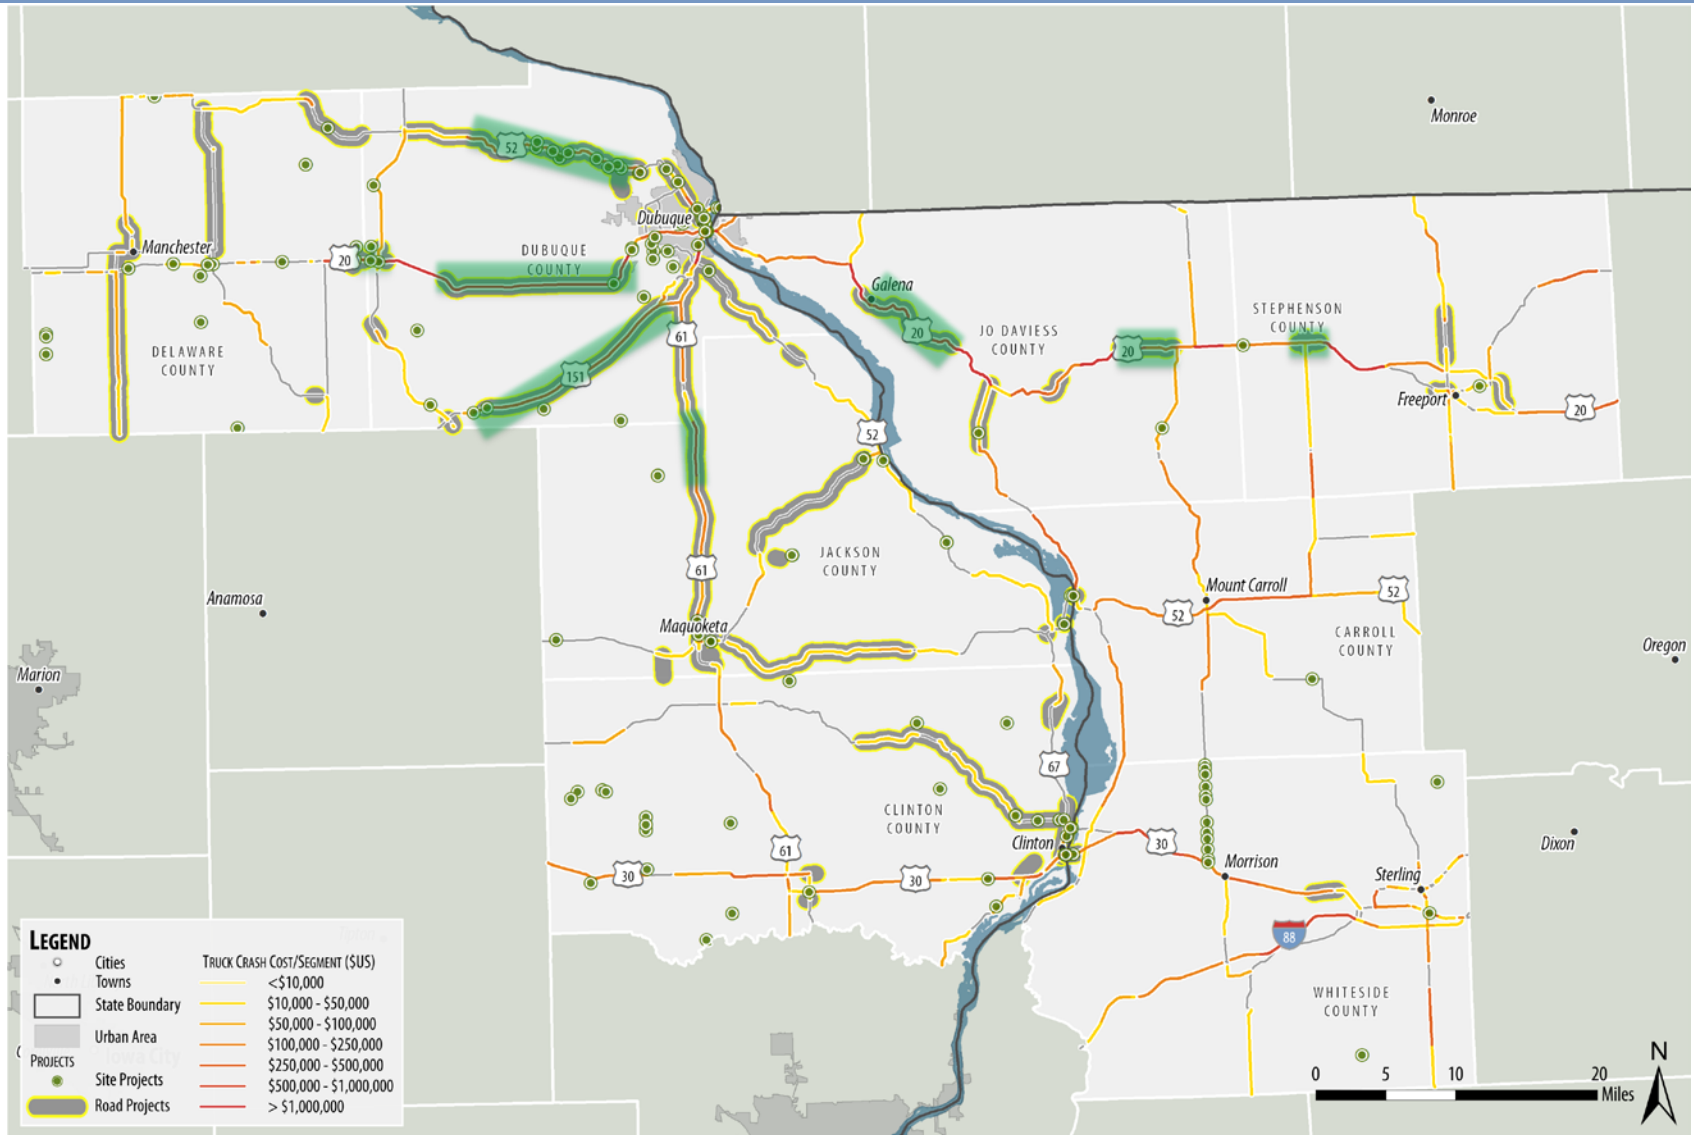 Monroe
52
Dubuque
Manchester
20
DUBUQUE
COUNTY
Galena
20
JO DAVIESS
COUNTY
STEPHENSON
COUNTY
20
61
DELAWARE
COUNTY
151
Freeport
20
52
JACKSON
COUNTY
61
Anamosa
Mount Carroll
52
52
Maquoketa
CARROLL
COUNTY
Oregon
Marion
67
CLINTON
COUNTY
Clinton
30
61
30
30
Morrison
Sterling
Dixon
88
WHITESIDE
COUNTY
LEGEND
Cities
Towns
State Boundary
Urban Area
PROJECTS
Site Projects
Road Projects
TRUCK CRASH COST/SEGMENT ($US)
<$10,000
$10,000 - $50,000
$50,000 - $100,000
$100,000 - $250,000
$250,000 - $500,000
$500,000 - $1,000,000
> $1,000,000
Iowa City
0 5 10 20
Miles
N